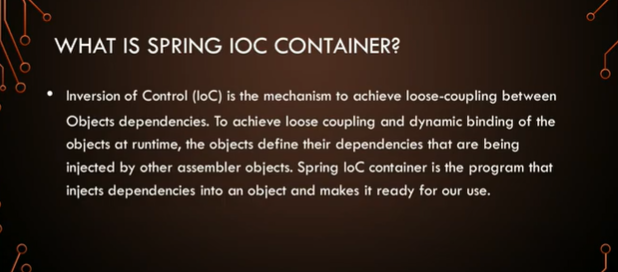 WHAT IS SPRING IOC CONTAINER?
• Inversion of Control (IoC) is the mechanism to achieve loose-coupling between
Objects dependencies. To achieve loose coupling and dynamic binding of the
objects at runtime, the objects define their dependencies that are being
injected by other assembler objects. Spring IoC container is the program that
injects dependencies into an object and makes it ready for our use.